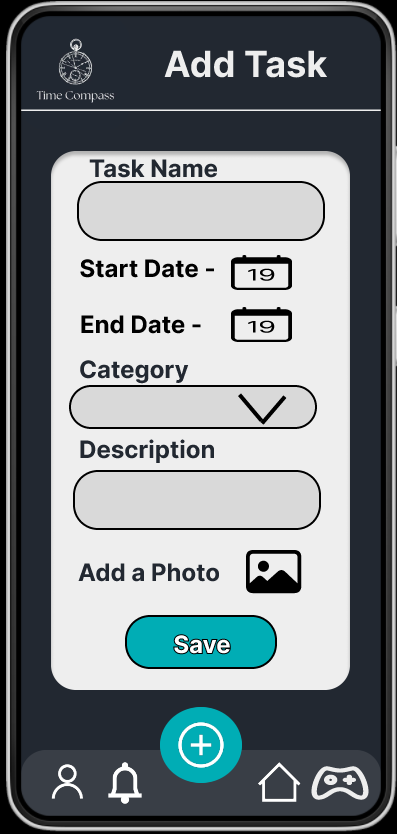 Add Task
Time Compass
Task Name
Start Date - 19
End Date - 19
Category
Description
Add a Photo
Save